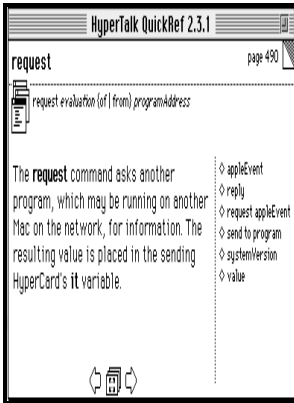 HyperTalk QuickRef 2.3.1
request
page 490
request evaluation {of | from} programAddress
The request command asks another
program, which may be running on another
Mac on the network, for information. The
resulting value is placed in the sending
HyperCard's it variable.
◇ appleEvent
◇ reply
◇ request appleEvent
◇ send to program
◇ systemVersion
◇ value